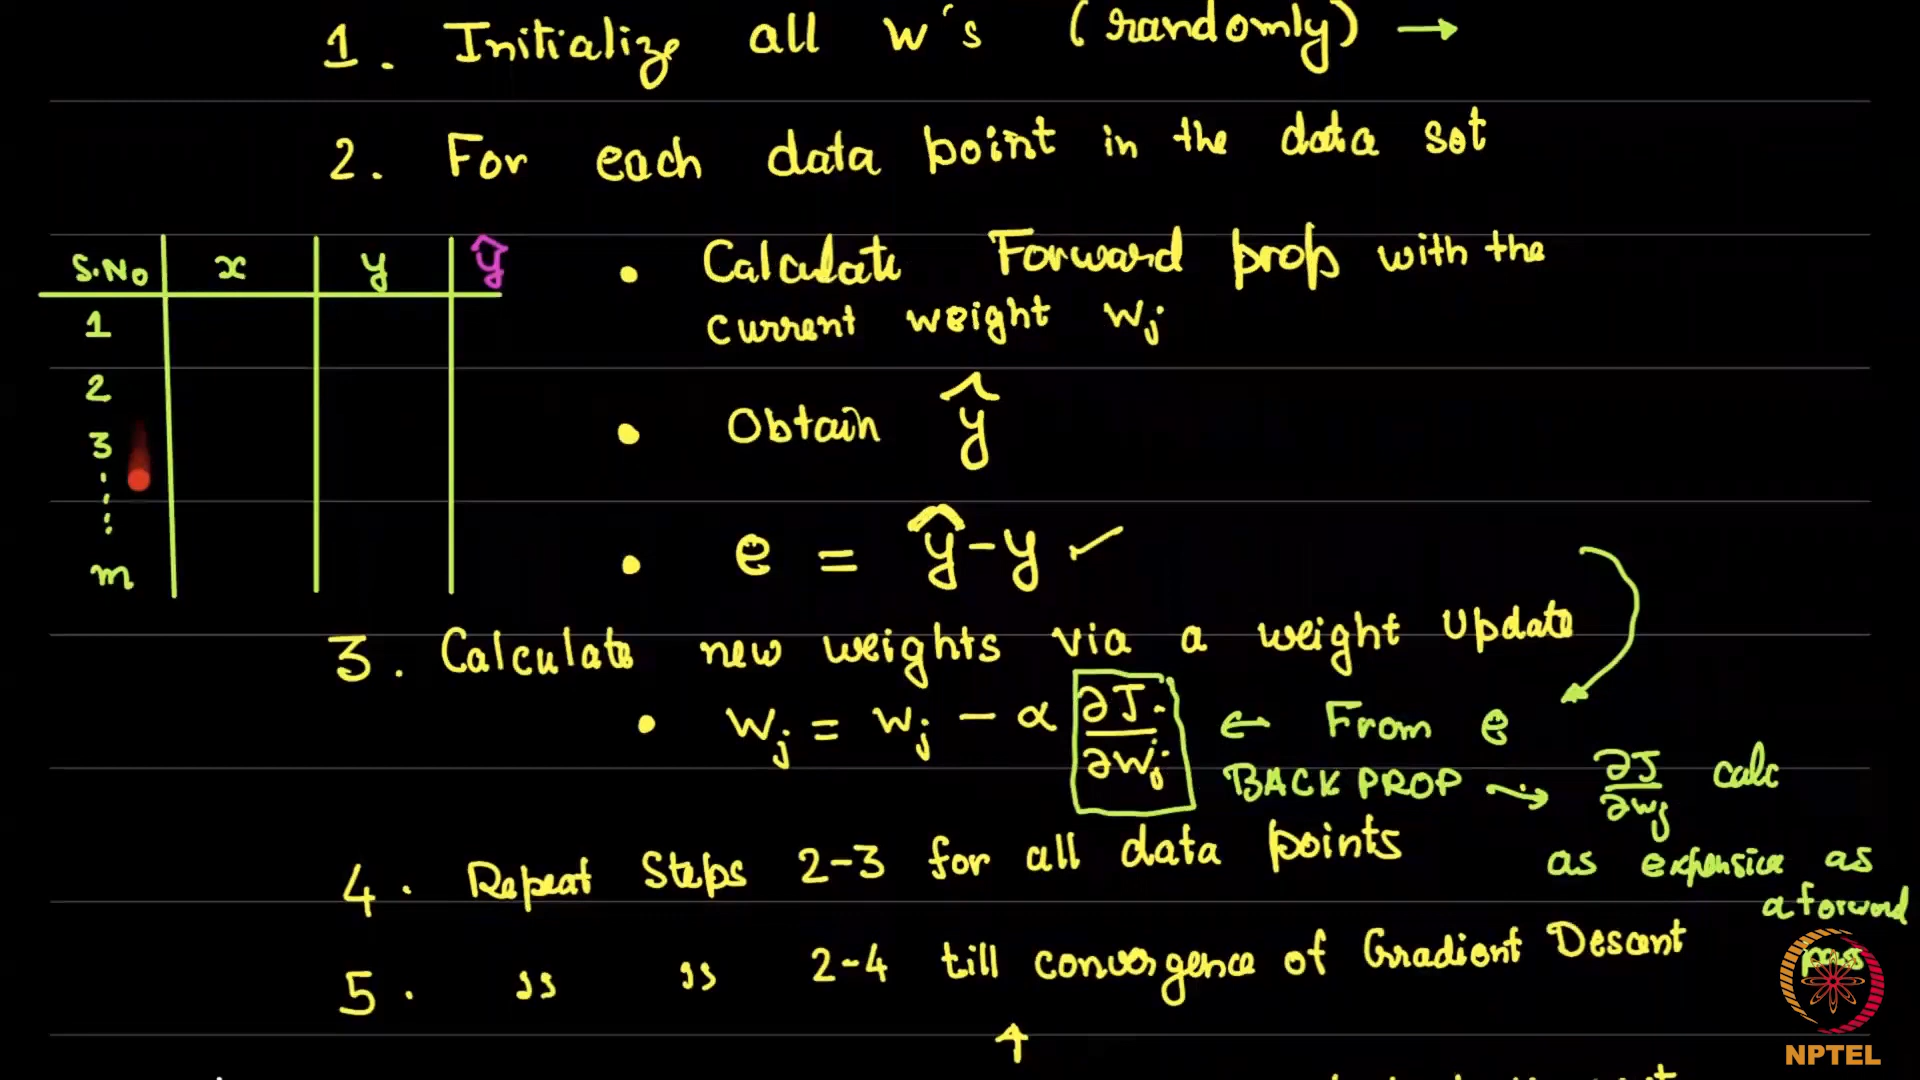 1. Initialize all w's (randomly) →
2. For each data point in the data set
S.No x y ŷ
1
2
3
m
• Calculate Forward prop with the
current weight wj
• Obtain ŷ
• e = ŷ - y ✓
3. Calculate new weights via a weight update
• wj = wj - α ∂J/∂wj ← From e
BACK PROP → ∂J/∂wj calc
as expensive as
a forward
pass
4. Repeat Steps 2-3 for all data points
5. " " 2-4 till convergence of Gradient Descent
↑
NPTEL